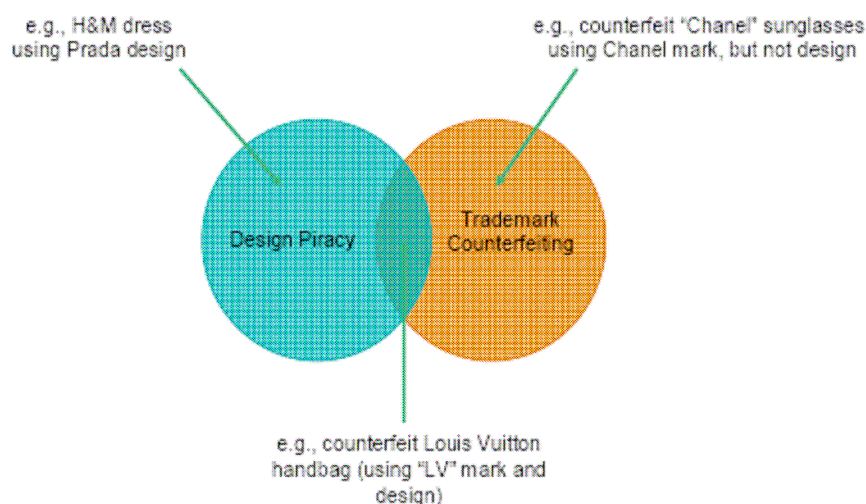 e.g., H&M dress
using Prada design
e.g., counterfeit "Chanel" sunglasses
using Chanel mark, but not design
Design Piracy
Trademark
Counterfeiting
e.g., counterfeit Louis Vuitton
handbag (using "LV" mark and
design)